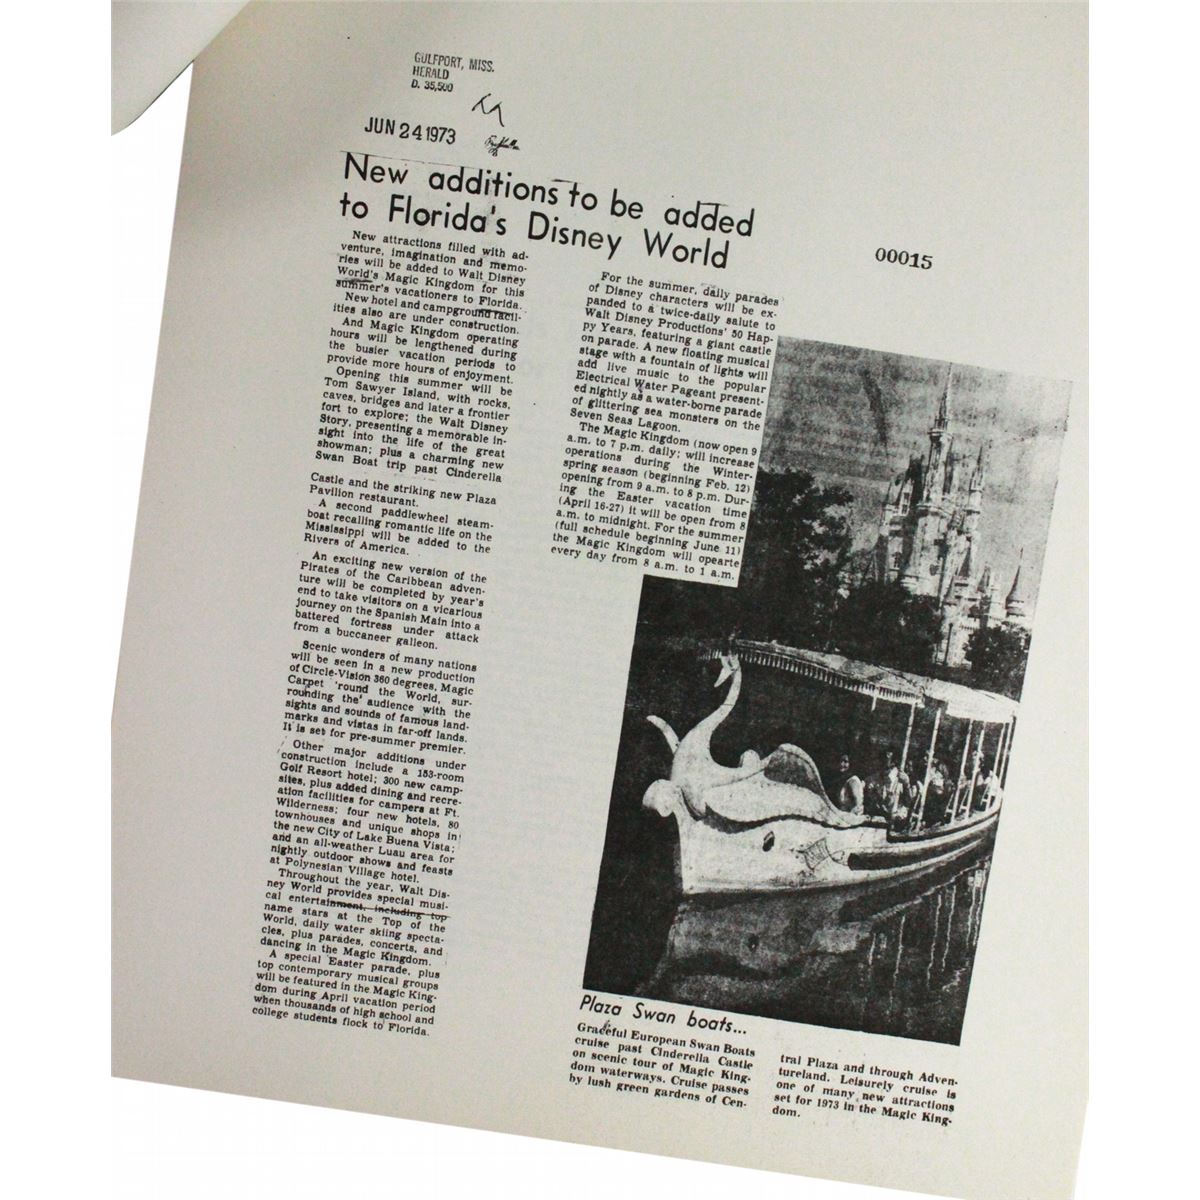 GULFPORT, MISS.
HERALD
D. 35,500
JUN 24 1973
New additions to be added
to Florida's Disney World
00015
New attractions filled with ad-
venture, imagination and memo-
ries will be added to Walt Disney
World's Magic Kingdom for this
summer's vacationers to Florida.
New hotel and campground facil-
ities also are under construction.
And Magic Kingdom operating
hours will be lengthened during
the busier vacation periods to
provide more hours of enjoyment.
Opening this summer will be
Tom Sawyer Island, with rocks,
caves, bridges and later a frontier
fort to explore; the Walt Disney
Story, presenting a memorable in-
sight into the life of the great
showman; plus a charming new
Swan Boat trip past Cinderella
Castle and the striking new Plaza
Pavilion restaurant.
A second paddlewheel steam-
boat recalling romantic life on the
Mississippi will be added to the
Rivers of America.
An exciting new version of the
Pirates of the Caribbean adven-
ture will be completed by year's
end to take visitors on a vicarious
journey on the Spanish Main into a
battered fortress under attack
from a buccaneer galleon.
Scenic wonders of many nations
will be seen in a new production
of Circle-Vision 360 degrees, Magic
Carpet 'round the World, sur-
rounding the audience with the
sights and sounds of famous land-
marks and vistas in far-off lands.
It is set for pre-summer premier.
Other major additions under
construction include a 153-room
Golf Resort hotel; 300 new camp-
sites, plus added dining and recre-
ation facilities for campers at Ft.
Wilderness; four new hotels, 80
townhouses and unique shops in
the new City of Lake Buena Vista;
and an all-weather Luau area for
nightly outdoor shows and feasts
at Polynesian Village hotel.
Throughout the year, Walt Dis-
ney World provides special musi-
cal entertainment, including top
name stars at the Top of the
World, daily water skiing specta-
cles, plus parades, concerts, and
dancing in the Magic Kingdom.
A special Easter parade, plus
top contemporary musical groups
will be featured in the Magic King-
dom during April vacation period
when thousands of high school and
college students flock to Florida.
For the summer, daily parades
of Disney characters will be ex-
panded to a twice-daily salute to
Walt Disney Productions' 50 Hap-
py Years, featuring a giant castle
on parade. A new floating musical
stage with a fountain of lights will
add live music to the popular
Electrical Water Pageant present-
ed nightly as a water-borne parade
of glittering sea monsters on the
Seven Seas Lagoon.
The Magic Kingdom (now open 9
a.m. to 7 p.m. daily; will increase
operations during the Winter-
spring season (beginning Feb. 12)
opening from 9 a.m. to 8 p.m. Dur-
ing the Easter vacation time
(April 16-27) it will be open from 8
a.m. to midnight. For the summer
(full schedule beginning June 11)
the Magic Kingdom will opearte
every day from 8 a.m. to 1 a.m.
Plaza Swan boats...
Graceful European Swan Boats
cruise past Cinderella Castle
on scenic tour of Magic King-
dom waterways. Cruise passes
by lush green gardens of Cen-
tral Plaza and through Adven-
tureland. Leisurely cruise is
one of many new attractions
set for 1973 in the Magic King-
dom.